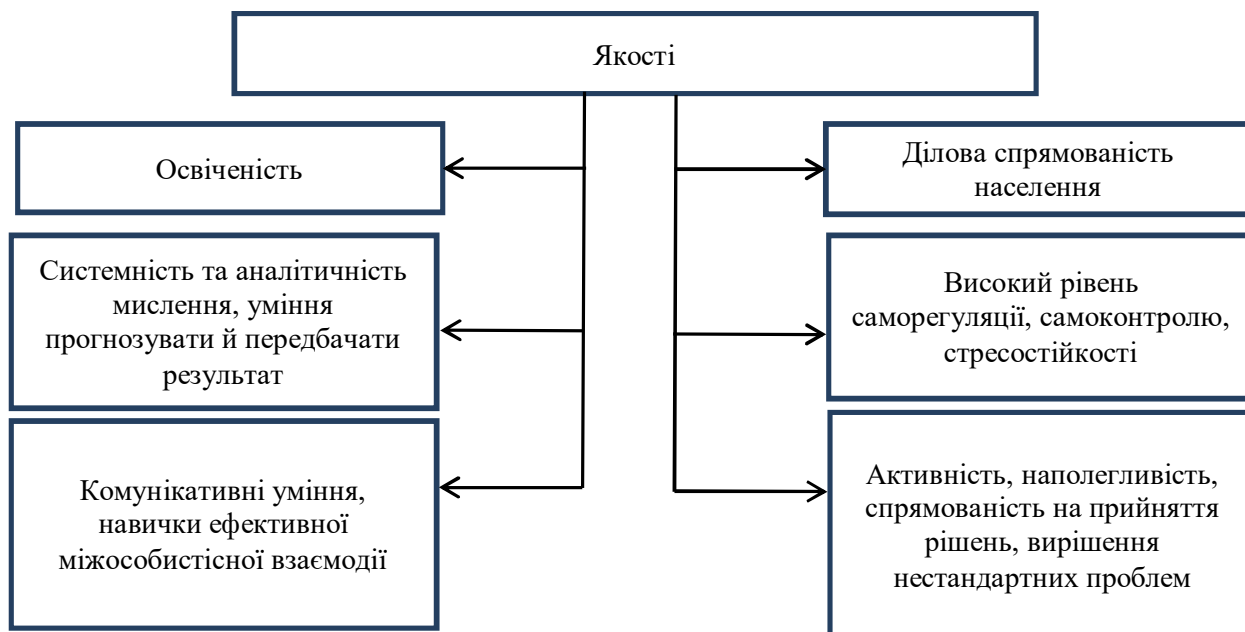 Якості
Освіченість
Ділова спрямованість
населення
Системність та аналітичність
мислення, уміння
прогнозувати й передбачати
результат
Високий рівень
саморегуляції, самоконтролю,
стресостійкості
Комунікативні уміння,
навички ефективної
міжособистісної взаємодії
Активність, наполегливість,
спрямованість на прийняття
рішень, вирішення
нестандартних проблем